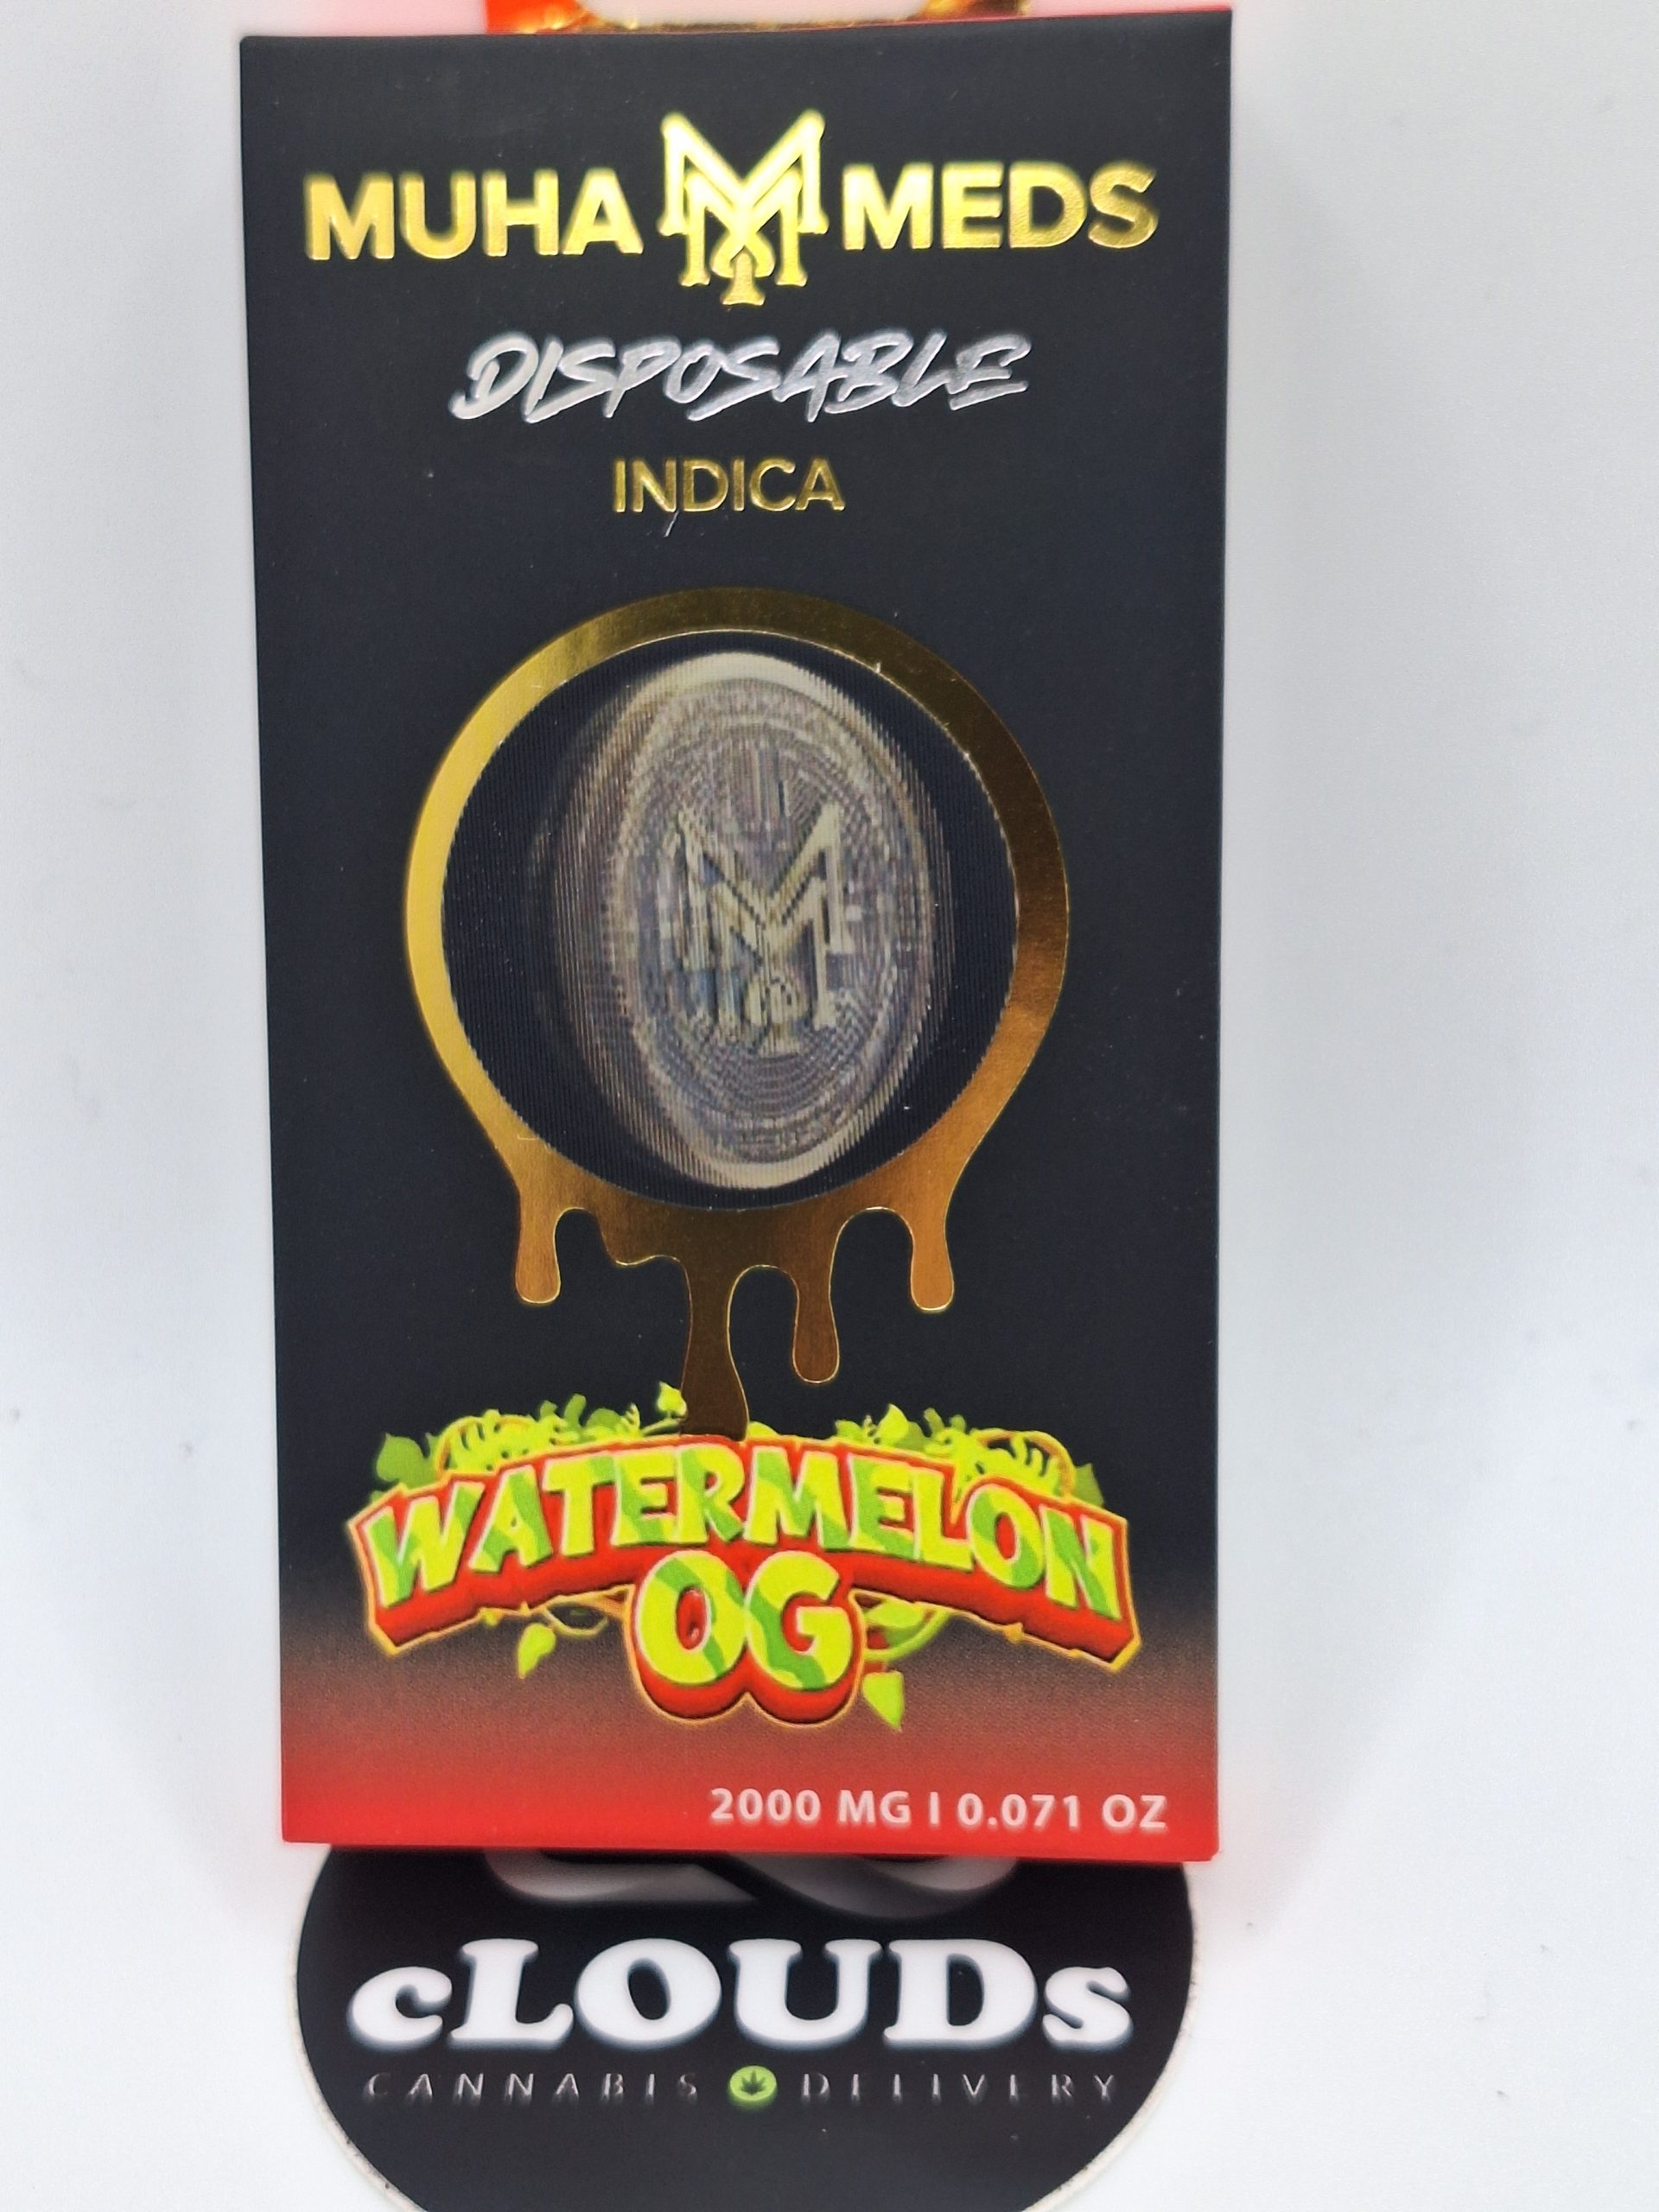 MUHA MEDS
DISPOSABLE
INDICA
WATERMELON
OG
2000 MG | 0.071 OZ
cLOUDs
CANNABIS DELIVERY